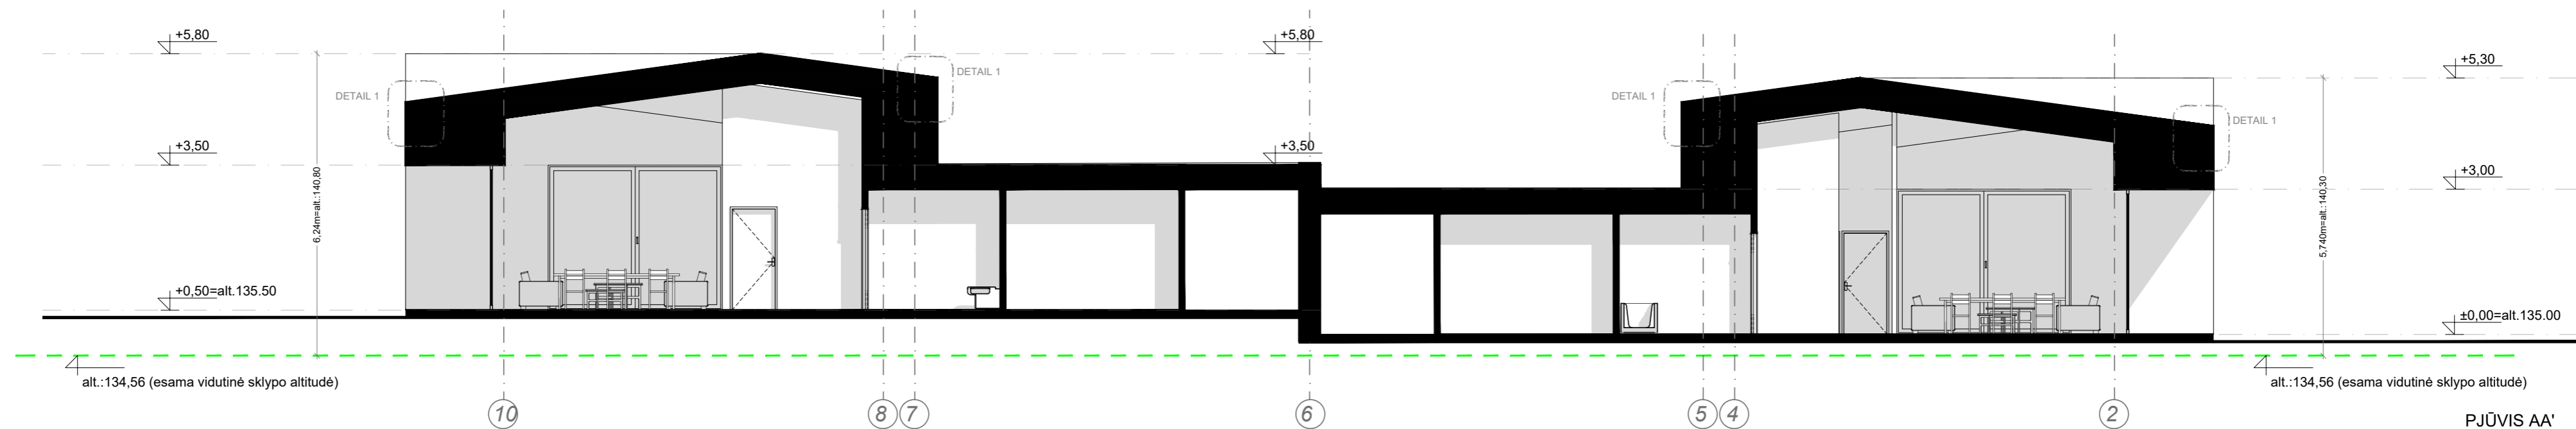 +5,80
+5,80
+5,30
DETAIL 1
DETAIL 1
DETAIL 1
DETAIL 1
+3,50
+3,50
+3,00
6,24m=alt.:140,80
5,740m=alt.:140,30
+0,50=alt.135.50
±0,00=alt.135.00
alt.:134,56 (esama vidutinė sklypo altitudė)
alt.:134,56 (esama vidutinė sklypo altitudė)
10
8
7
6
5
4
2
PJŪVIS AA'